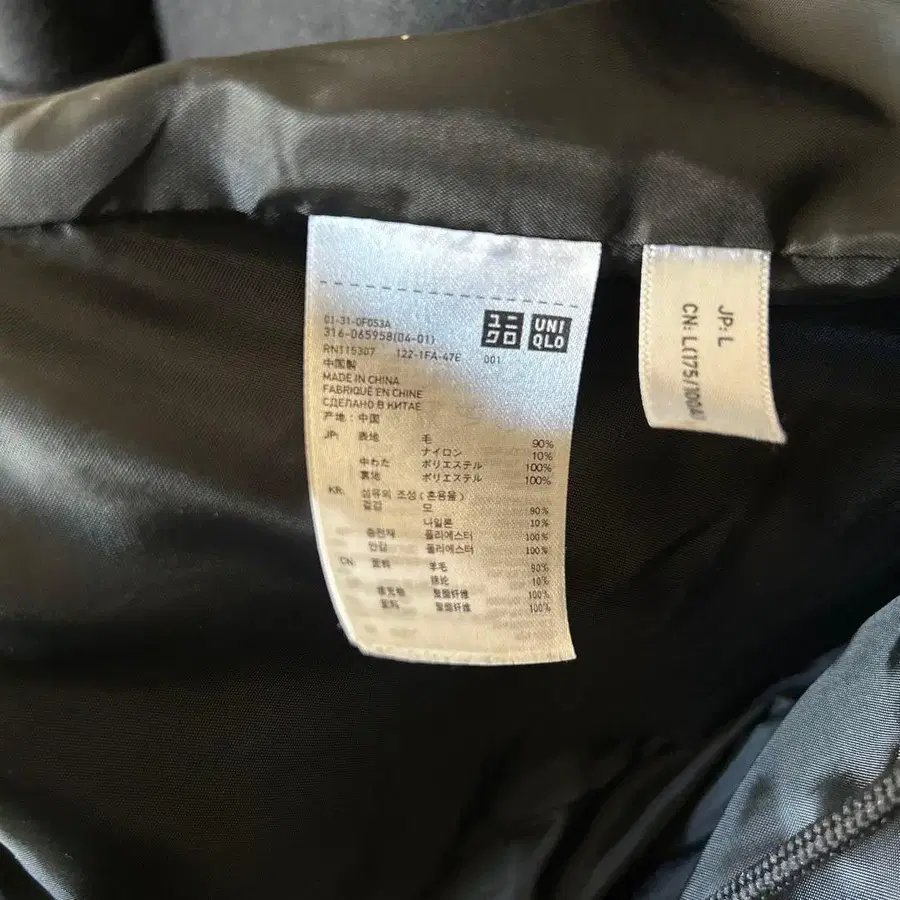 ユニ
クロ
UNI
QLO
01-31-0F053A
316-065958(04-01)
RN115307 122-1FA-47E 001
中国製
MADE IN CHINA
FABRIQUÉ EN CHINE
СДЕЛАНО В КИТАЕ
产地：中国
JP: 表地 毛 90%
ナイロン 10%
中わた ポリエステル 100%
裏地 ポリエステル 100%
KR: 섬유의 조성(혼용율)
겉감 모 90%
나일론 10%
충전재 폴리에스터 100%
안감 폴리에스터 100%
CN: 面料 羊毛 90%
锦纶 10%
填充物 聚酯纤维 100%
里料 聚酯纤维 100%
JP: L
CN: L(175/100A)